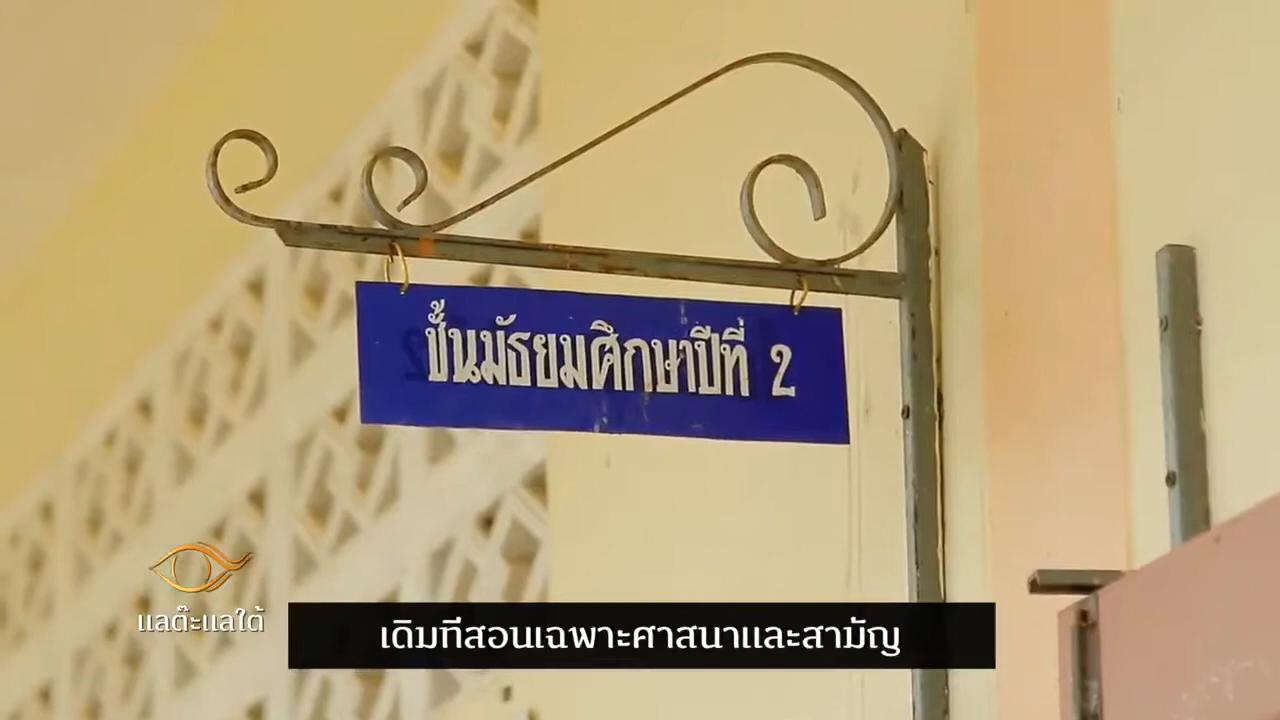 ชั้นมัธยมศึกษาปีที่ 2
แลต๊ะแลใต้
เดิมทีสอนเฉพาะศาสนาและสามัญ